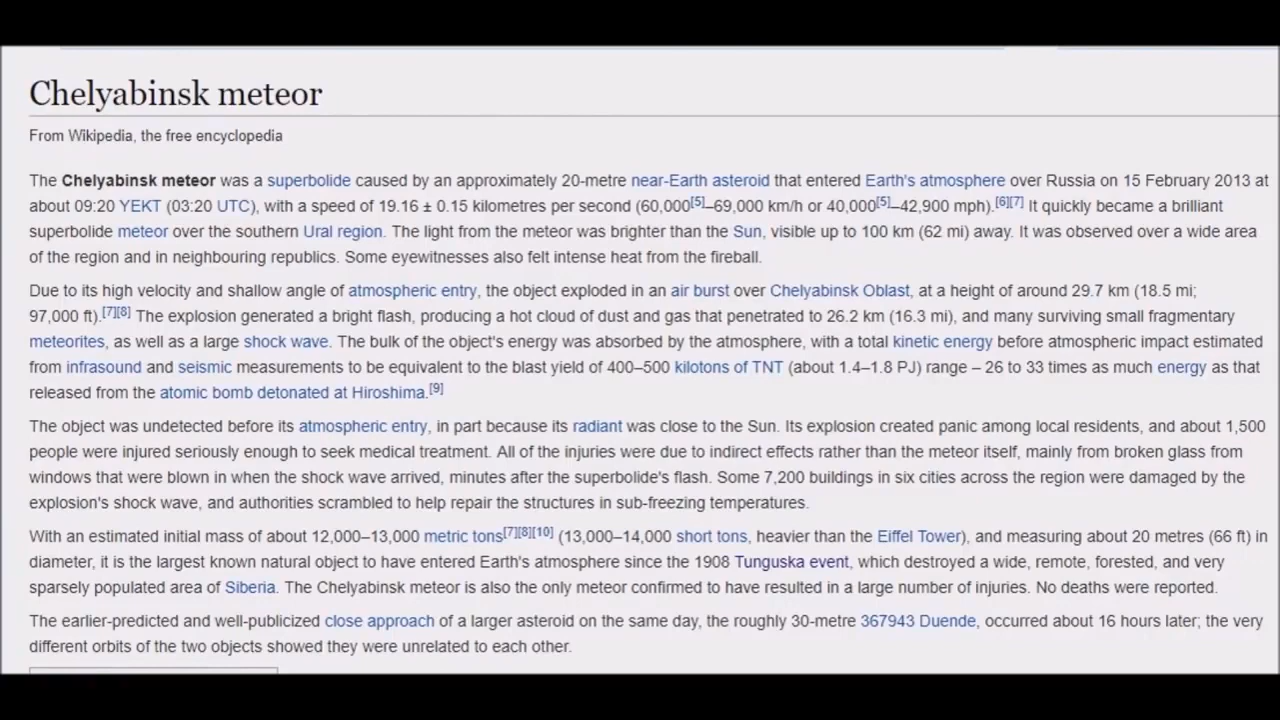 Chelyabinsk meteor
From Wikipedia, the free encyclopedia
The Chelyabinsk meteor was a superbolide caused by an approximately 20-metre near-Earth asteroid that entered Earth's atmosphere over Russia on 15 February 2013 at
about 09:20 YEKT (03:20 UTC), with a speed of 19.16 ± 0.15 kilometres per second (60,000[5]–69,000 km/h or 40,000[5]–42,900 mph).[6][7] It quickly became a brilliant
superbolide meteor over the southern Ural region. The light from the meteor was brighter than the Sun, visible up to 100 km (62 mi) away. It was observed over a wide area
of the region and in neighbouring republics. Some eyewitnesses also felt intense heat from the fireball.
Due to its high velocity and shallow angle of atmospheric entry, the object exploded in an air burst over Chelyabinsk Oblast, at a height of around 29.7 km (18.5 mi;
97,000 ft).[7][8] The explosion generated a bright flash, producing a hot cloud of dust and gas that penetrated to 26.2 km (16.3 mi), and many surviving small fragmentary
meteorites, as well as a large shock wave. The bulk of the object's energy was absorbed by the atmosphere, with a total kinetic energy before atmospheric impact estimated
from infrasound and seismic measurements to be equivalent to the blast yield of 400–500 kilotons of TNT (about 1.4–1.8 PJ) range – 26 to 33 times as much energy as that
released from the atomic bomb detonated at Hiroshima.[9]
The object was undetected before its atmospheric entry, in part because its radiant was close to the Sun. Its explosion created panic among local residents, and about 1,500
people were injured seriously enough to seek medical treatment. All of the injuries were due to indirect effects rather than the meteor itself, mainly from broken glass from
windows that were blown in when the shock wave arrived, minutes after the superbolide's flash. Some 7,200 buildings in six cities across the region were damaged by the
explosion's shock wave, and authorities scrambled to help repair the structures in sub-freezing temperatures.
With an estimated initial mass of about 12,000–13,000 metric tons[7][8][10] (13,000–14,000 short tons, heavier than the Eiffel Tower), and measuring about 20 metres (66 ft) in
diameter, it is the largest known natural object to have entered Earth's atmosphere since the 1908 Tunguska event, which destroyed a wide, remote, forested, and very
sparsely populated area of Siberia. The Chelyabinsk meteor is also the only meteor confirmed to have resulted in a large number of injuries. No deaths were reported.
The earlier-predicted and well-publicized close approach of a larger asteroid on the same day, the roughly 30-metre 367943 Duende, occurred about 16 hours later; the very
different orbits of the two objects showed they were unrelated to each other.